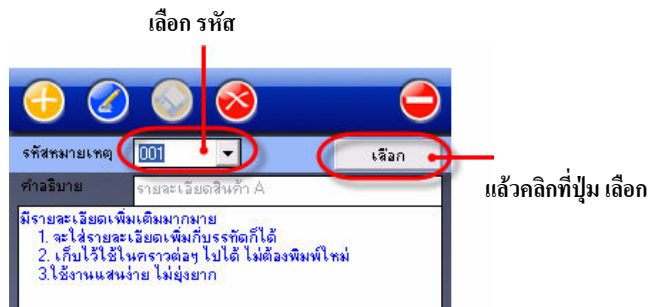 เลือก รหัส
รหัสหมายเหตุ 001 เลือก
คำอธิบาย รายละเอียดสินค้า A
แล้วคลิกที่ปุ่ม เลือก
มีรายละเอียดเพิ่มเติมมากมาย
1. จะใส่รายละเอียดเพิ่มกี่บรรทัดก็ได้
2. เก็บไว้ใช้ในคราวต่อๆ ไปได้ ไม่ต้องพิมพ์ใหม่
3.ใช้งานแสนง่าย ไม่ยุ่งยาก